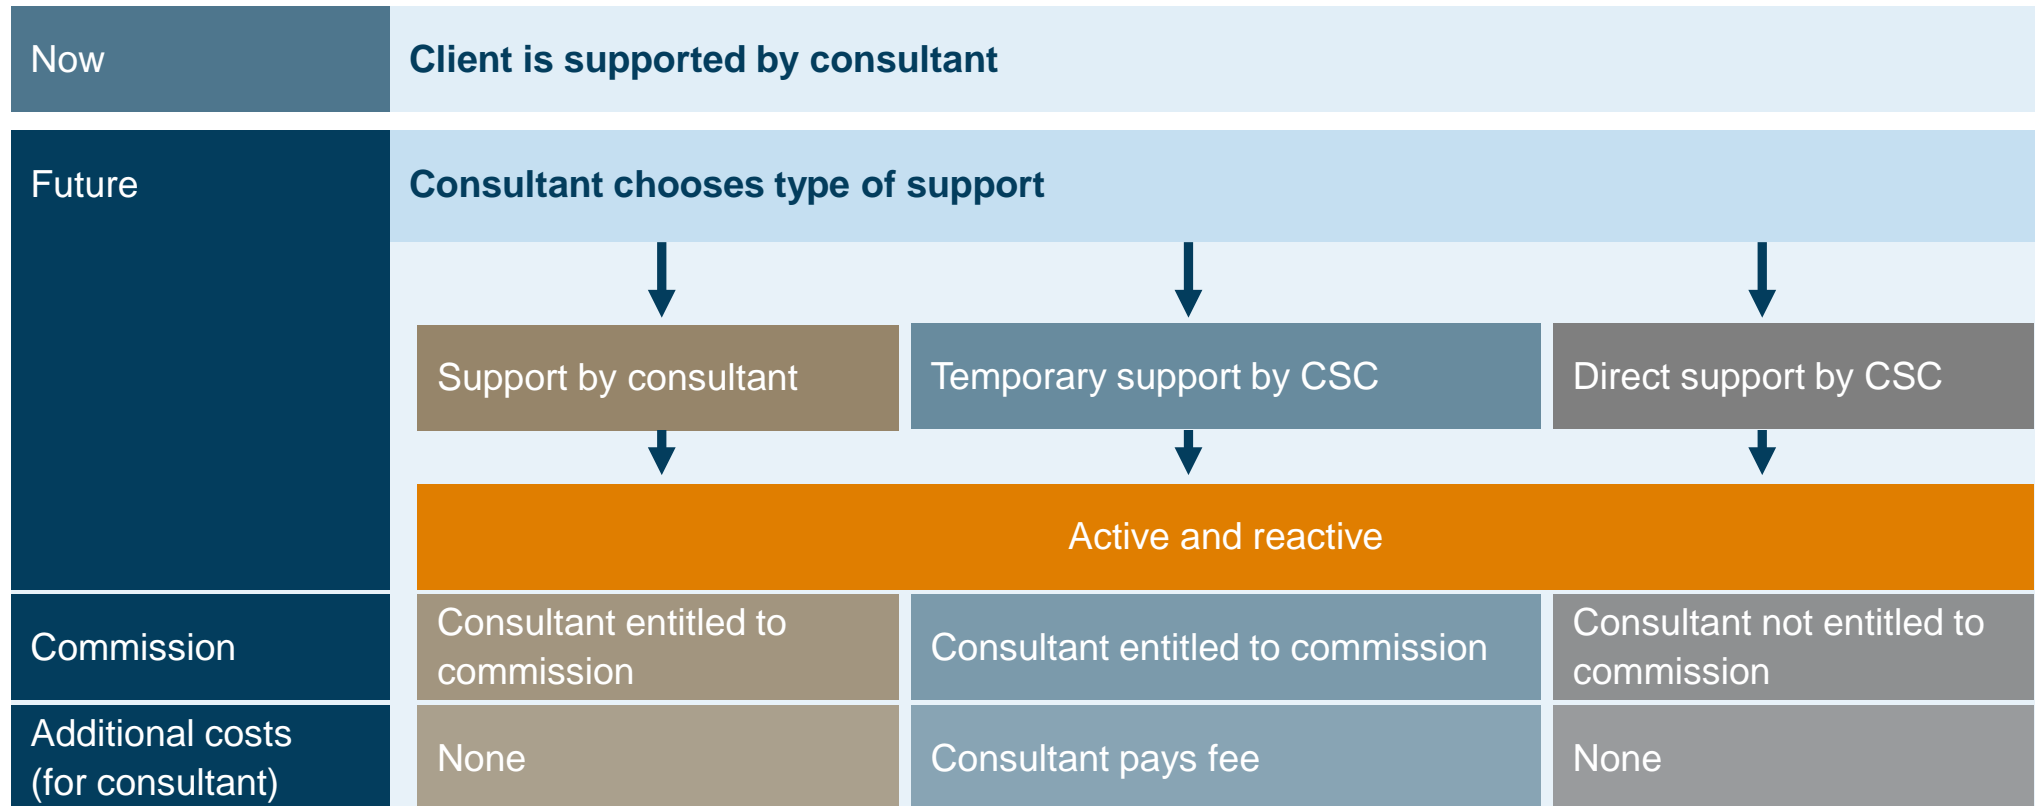 Now
Client is supported by consultant
Future
Consultant chooses type of support
Support by consultant
Temporary support by CSC
Direct support by CSC
Active and reactive
Commission
Consultant entitled to
commission
Consultant entitled to commission
Consultant not entitled to
commission
Additional costs
(for consultant)
None
Consultant pays fee
None